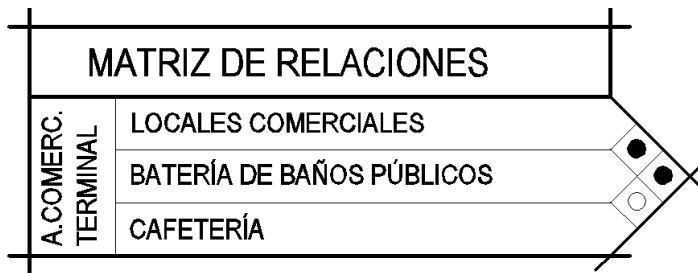 MATRIZ DE RELACIONES
A.COMERC.
TERMINAL
LOCALES COMERCIALES
BATERÍA DE BAÑOS PÚBLICOS
CAFETERÍA